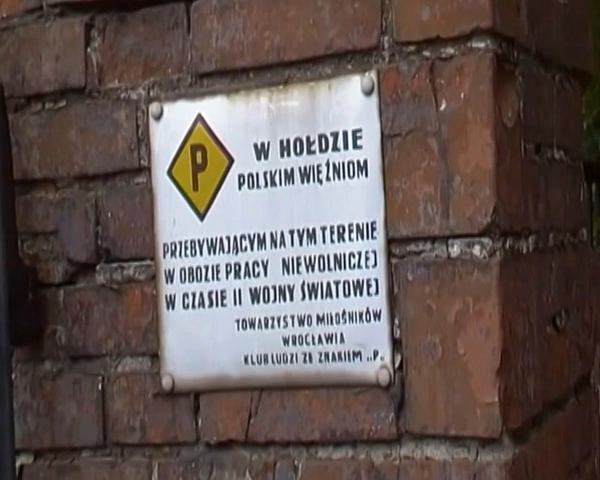 P
W HOŁDZIE
POLSKIM WIĘŹNIOM
PRZEBYWAJĄCYM NA TYM TERENIE
W OBOZIE PRACY NIEWOLNICZEJ
W CZASIE II WOJNY ŚWIATOWEJ
TOWARZYSTWO MIŁOŚNIKÓW
WROCŁAWIA
KLUB LUDZI ZE ZNAKIEM „P„